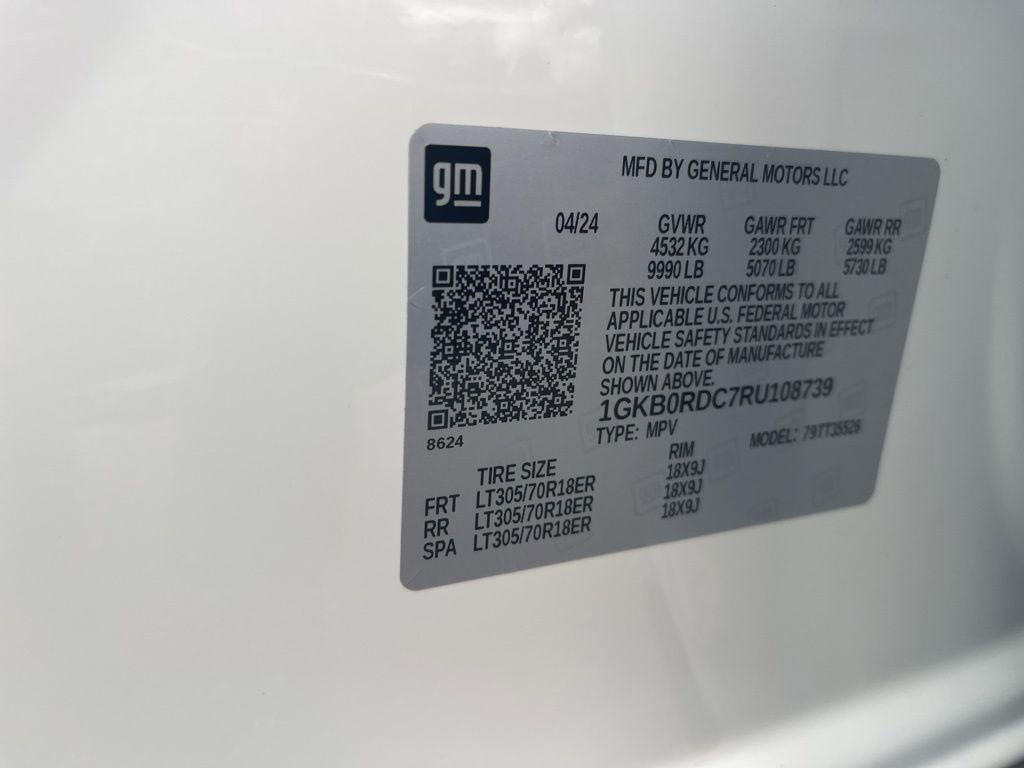 gm
MFD BY GENERAL MOTORS LLC
04/24 GVWR GAWR FRT GAWR RR
4532 KG 2300 KG 2599 KG
9990 LB 5070 LB 5730 LB
THIS VEHICLE CONFORMS TO ALL
APPLICABLE U.S. FEDERAL MOTOR
VEHICLE SAFETY STANDARDS IN EFFECT
ON THE DATE OF MANUFACTURE
SHOWN ABOVE.
1GKB0RDC7RU108739
8624
TYPE: MPV MODEL: 79TT35526
TIRE SIZE RIM
FRT LT305/70R18ER 18X9J
RR LT305/70R18ER 18X9J
SPA LT305/70R18ER 18X9J